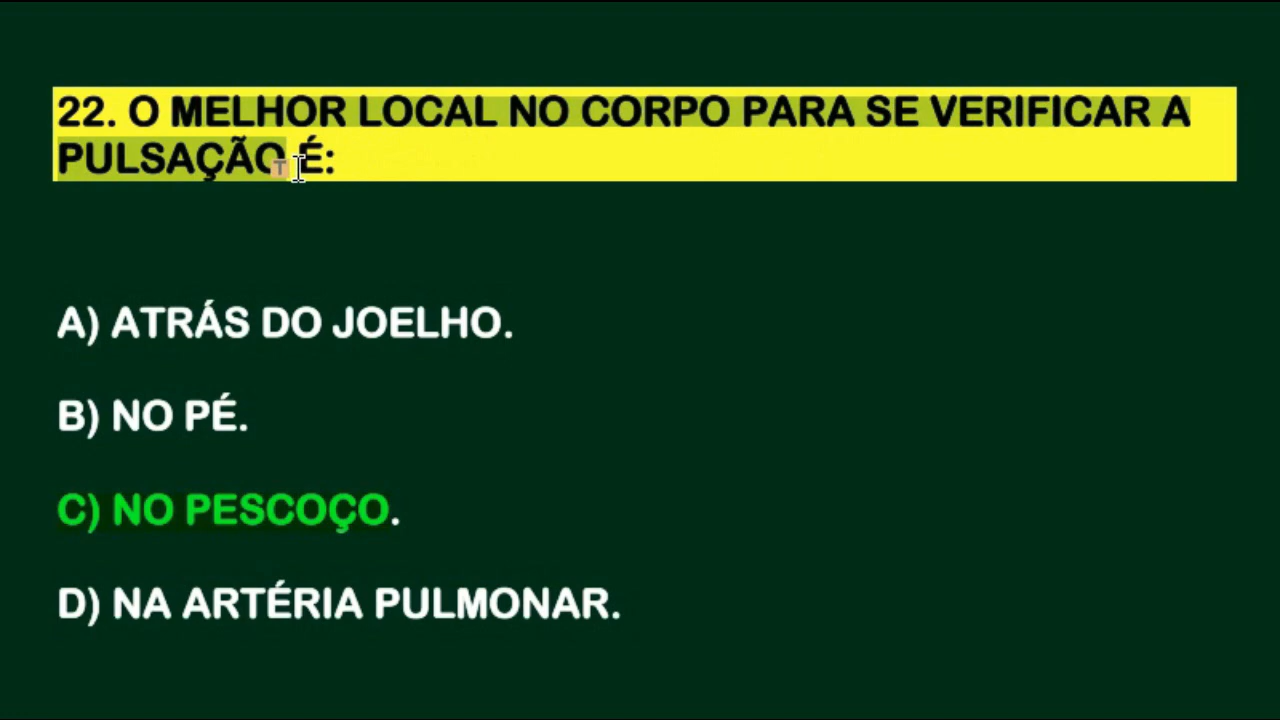 22. O MELHOR LOCAL NO CORPO PARA SE VERIFICAR A
PULSAÇÃO É:
A) ATRÁS DO JOELHO.
B) NO PÉ.
C) NO PESCOÇO.
D) NA ARTÉRIA PULMONAR.